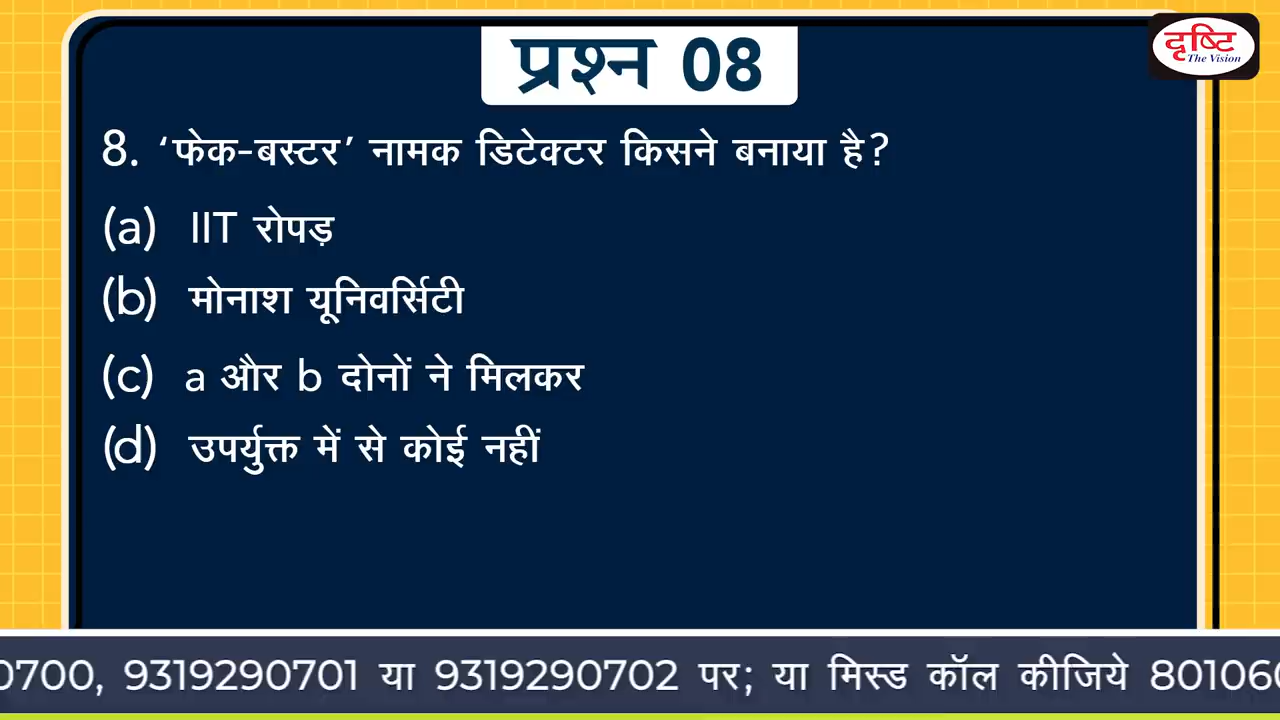 प्रश्न 08
दृष्टि
The Vision
8. ‘फेक-बस्टर’ नामक डिटेक्टर किसने बनाया है?
(a) IIT रोपड़
(b) मोनाश यूनिवर्सिटी
(c) a और b दोनों ने मिलकर
(d) उपर्युक्त में से कोई नहीं
0700, 9319290701 या 9319290702 पर; या मिस्ड कॉल कीजिये 801060